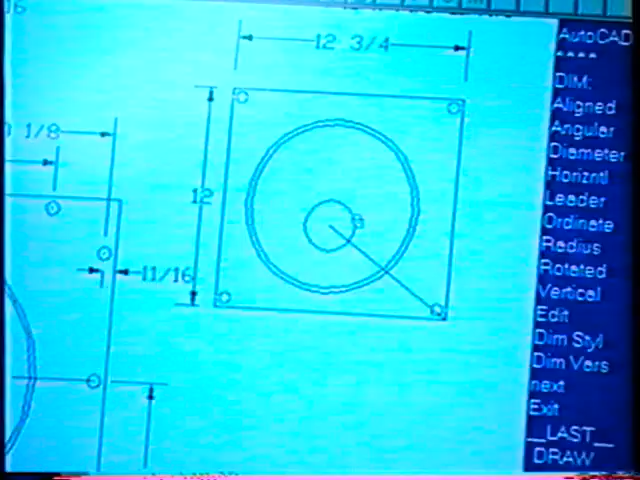 12 3/4
1/8
12
11/16
AutoCAD
* * * *
DIM:
Aligned
Angular
Diameter
Horizntl
Leader
Ordinate
Radius
Rotated
Vertical
Edit
Dim Styl
Dim Vars
next
Exit
__LAST__
DRAW